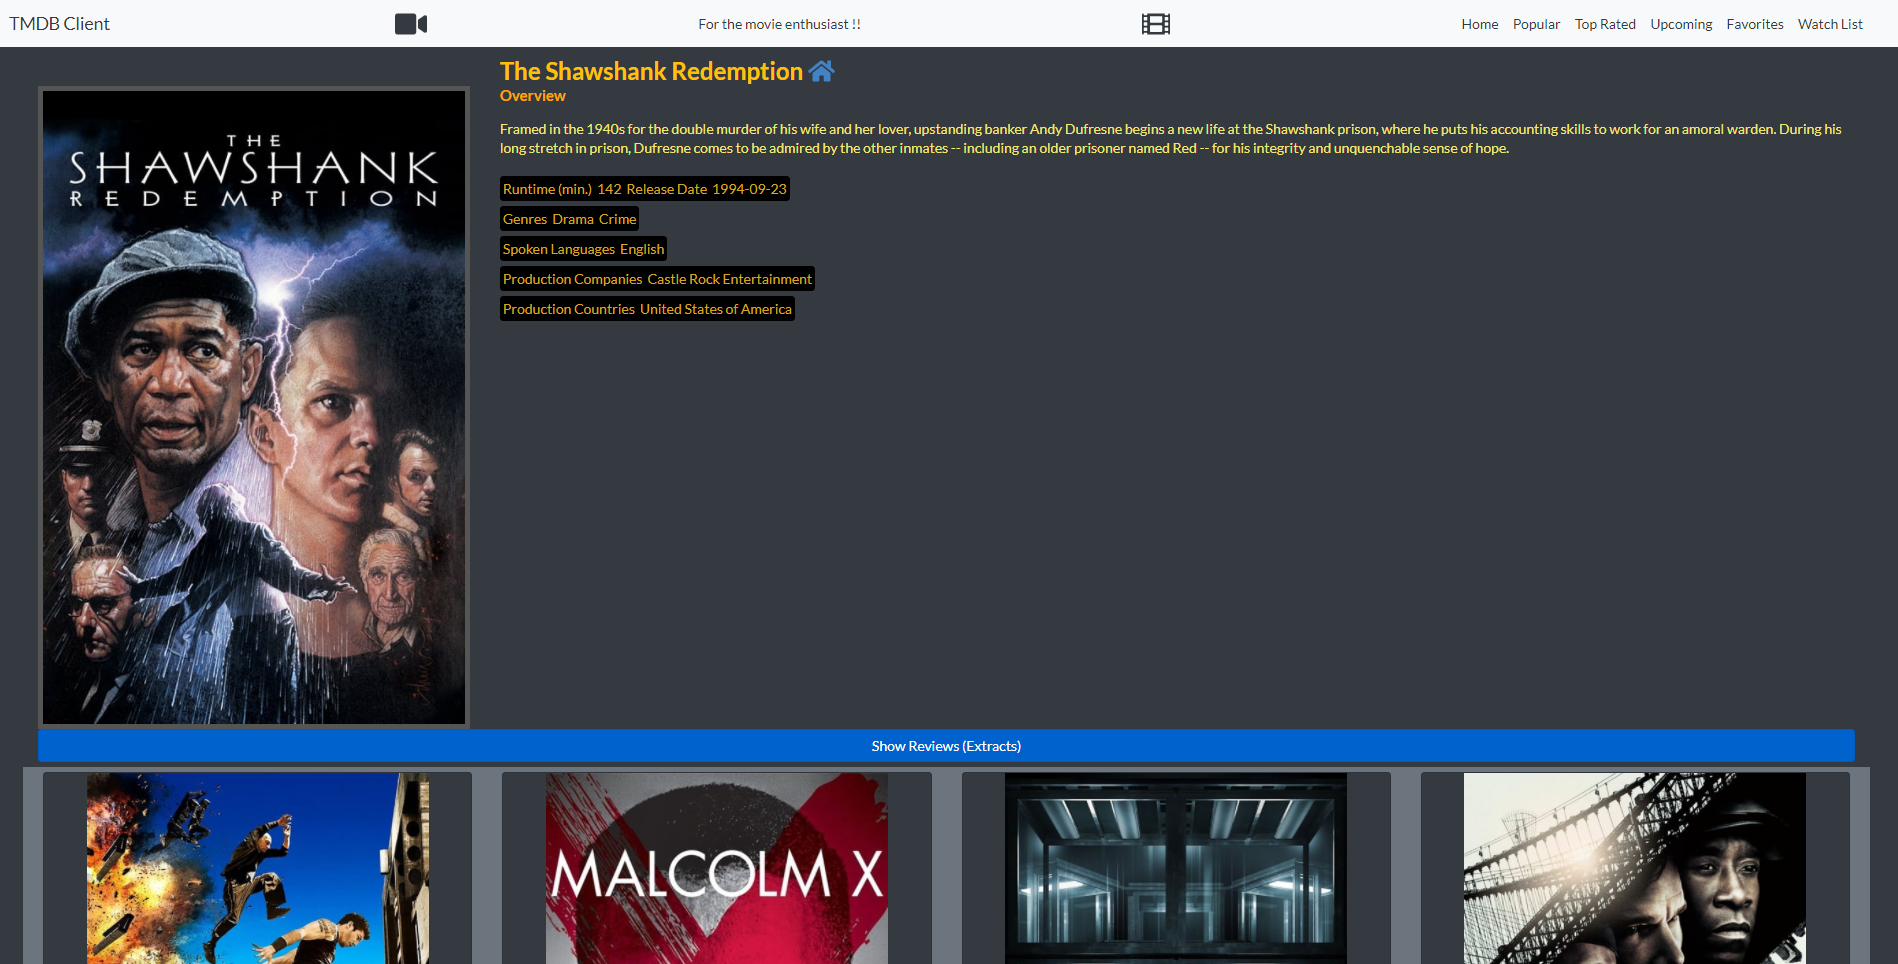 TMDB Client
For the movie enthusiast !!
Home Popular Top Rated Upcoming Favorites Watch List
The Shawshank Redemption
Overview
Framed in the 1940s for the double murder of his wife and her lover, upstanding banker Andy Dufresne begins a new life at the Shawshank prison, where he puts his accounting skills to work for an amoral warden. During his
long stretch in prison, Dufresne comes to be admired by the other inmates -- including an older prisoner named Red -- for his integrity and unquenchable sense of hope.
Runtime (min.) 142 Release Date 1994-09-23
Genres Drama Crime
Spoken Languages English
Production Companies Castle Rock Entertainment
Production Countries United States of America
THE
SHAWSHANK
REDEMPTION
Show Reviews (Extracts)
MALCOLM X